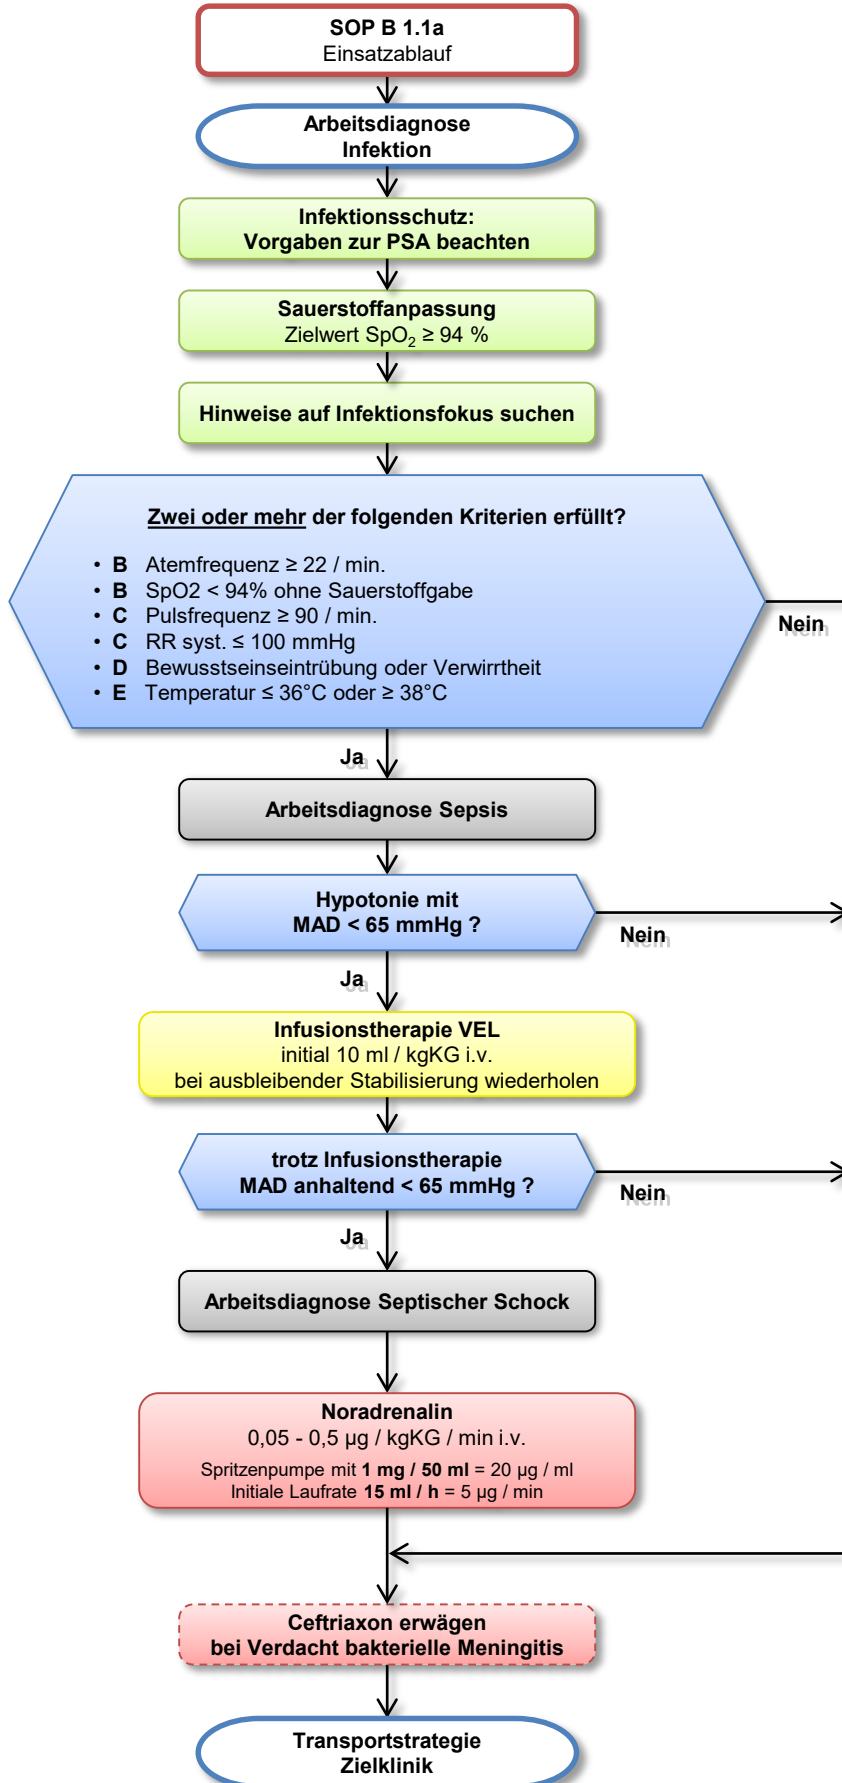 SOP B 1.1a
Einsatzablauf
Arbeitsdiagnose
Infektion
Infektionsschutz:
Vorgaben zur PSA beachten
Sauerstoffanpassung
Zielwert SpO₂ ≥ 94 %
Hinweise auf Infektionsfokus suchen
Zwei oder mehr der folgenden Kriterien erfüllt?
• B Atemfrequenz ≥ 22 / min.
• B SpO2 < 94% ohne Sauerstoffgabe
• C Pulsfrequenz ≥ 90 / min.
• C RR syst. ≤ 100 mmHg
• D Bewusstseinseintrübung oder Verwirrtheit
• E Temperatur ≤ 36°C oder ≥ 38°C
Nein
Ja
Arbeitsdiagnose Sepsis
Hypotonie mit
MAD < 65 mmHg ?
Nein
Ja
Infusionstherapie VEL
initial 10 ml / kgKG i.v.
bei ausbleibender Stabilisierung wiederholen
trotz Infusionstherapie
MAD anhaltend < 65 mmHg ?
Nein
Ja
Arbeitsdiagnose Septischer Schock
Noradrenalin
0,05 - 0,5 µg / kgKG / min i.v.
Spritzenpumpe mit 1 mg / 50 ml = 20 µg / ml
Initiale Laufrate 15 ml / h = 5 µg / min
Ceftriaxon erwägen
bei Verdacht bakterielle Meningitis
Transportstrategie
Zielklinik